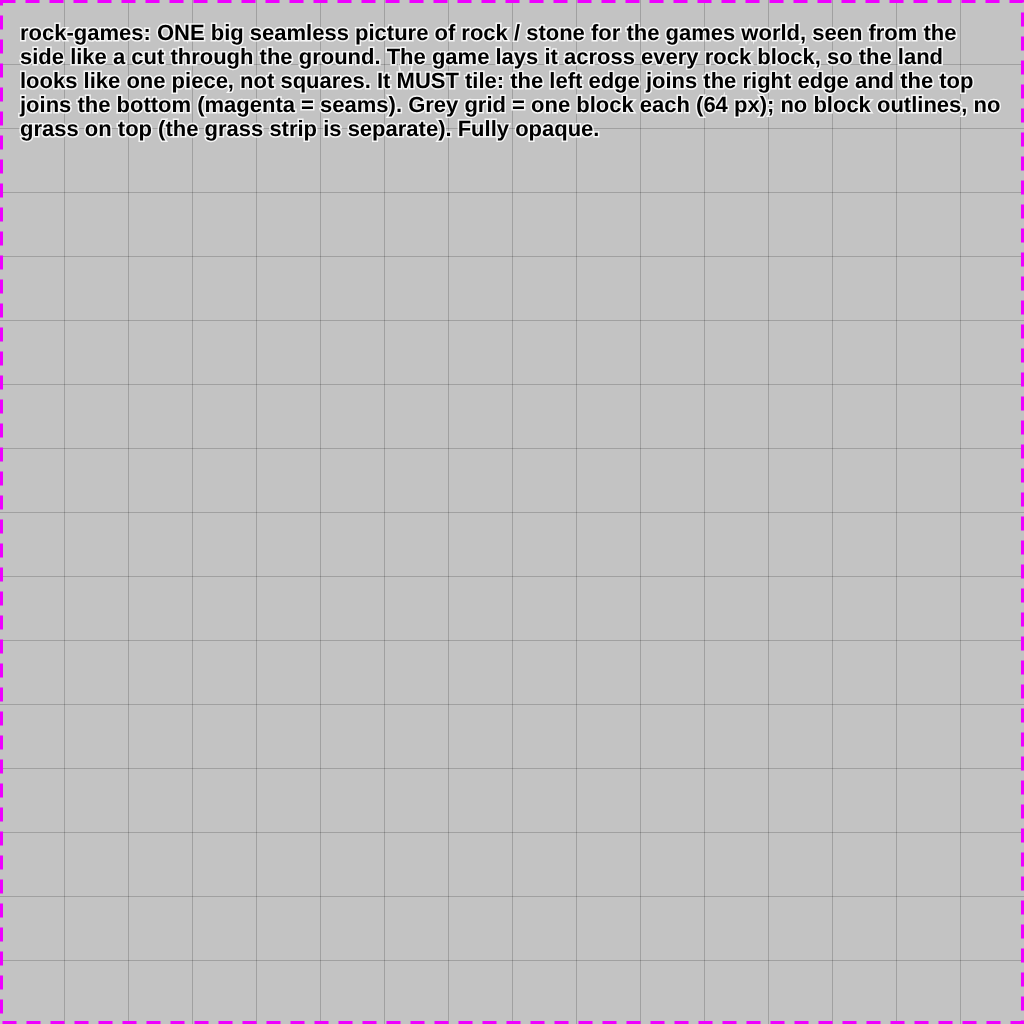 rock-games: ONE big seamless picture of rock / stone for the games world, seen from the
side like a cut through the ground. The game lays it across every rock block, so the land
looks like one piece, not squares. It MUST tile: the left edge joins the right edge and the top
joins the bottom (magenta = seams). Grey grid = one block each (64 px); no block outlines, no
grass on top (the grass strip is separate). Fully opaque.